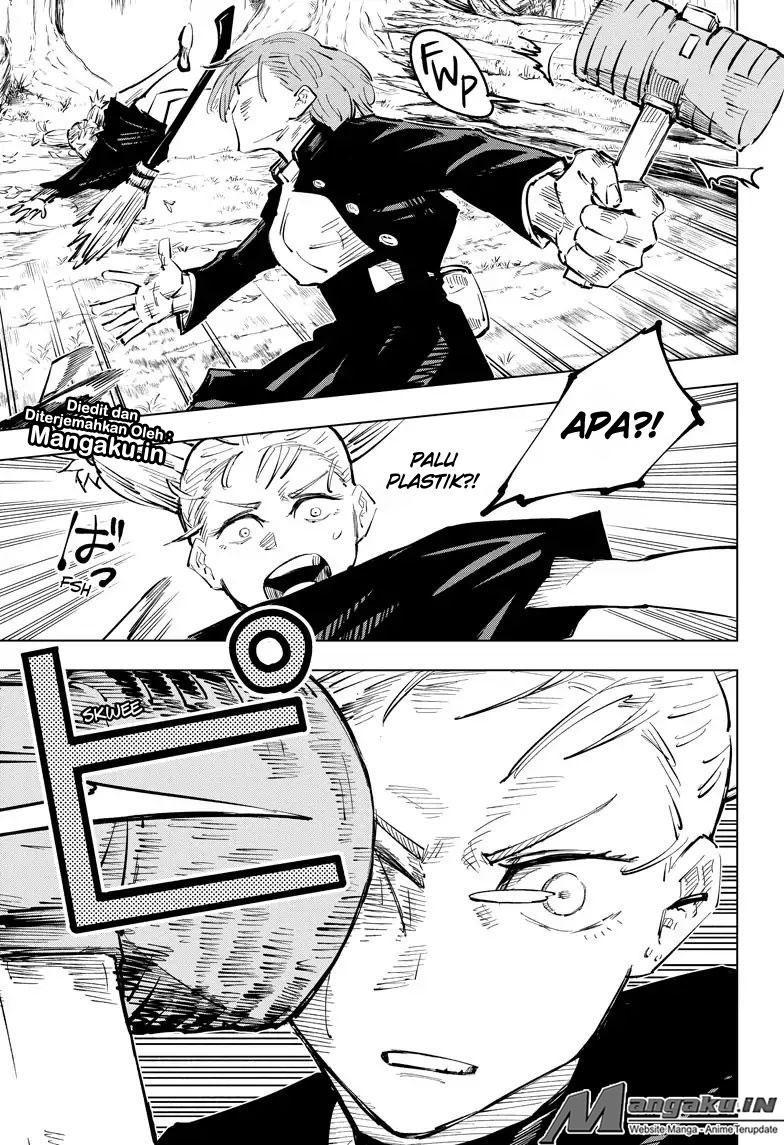 FWP
APA?!
PALU
PLASTIK?!
Diedit dan
Diterjemahkan Oleh :
Mangaku.in
ばっ
FSH
ピ
SKWEE
Mangaku.IN
Website Manga - Anime Terupdate